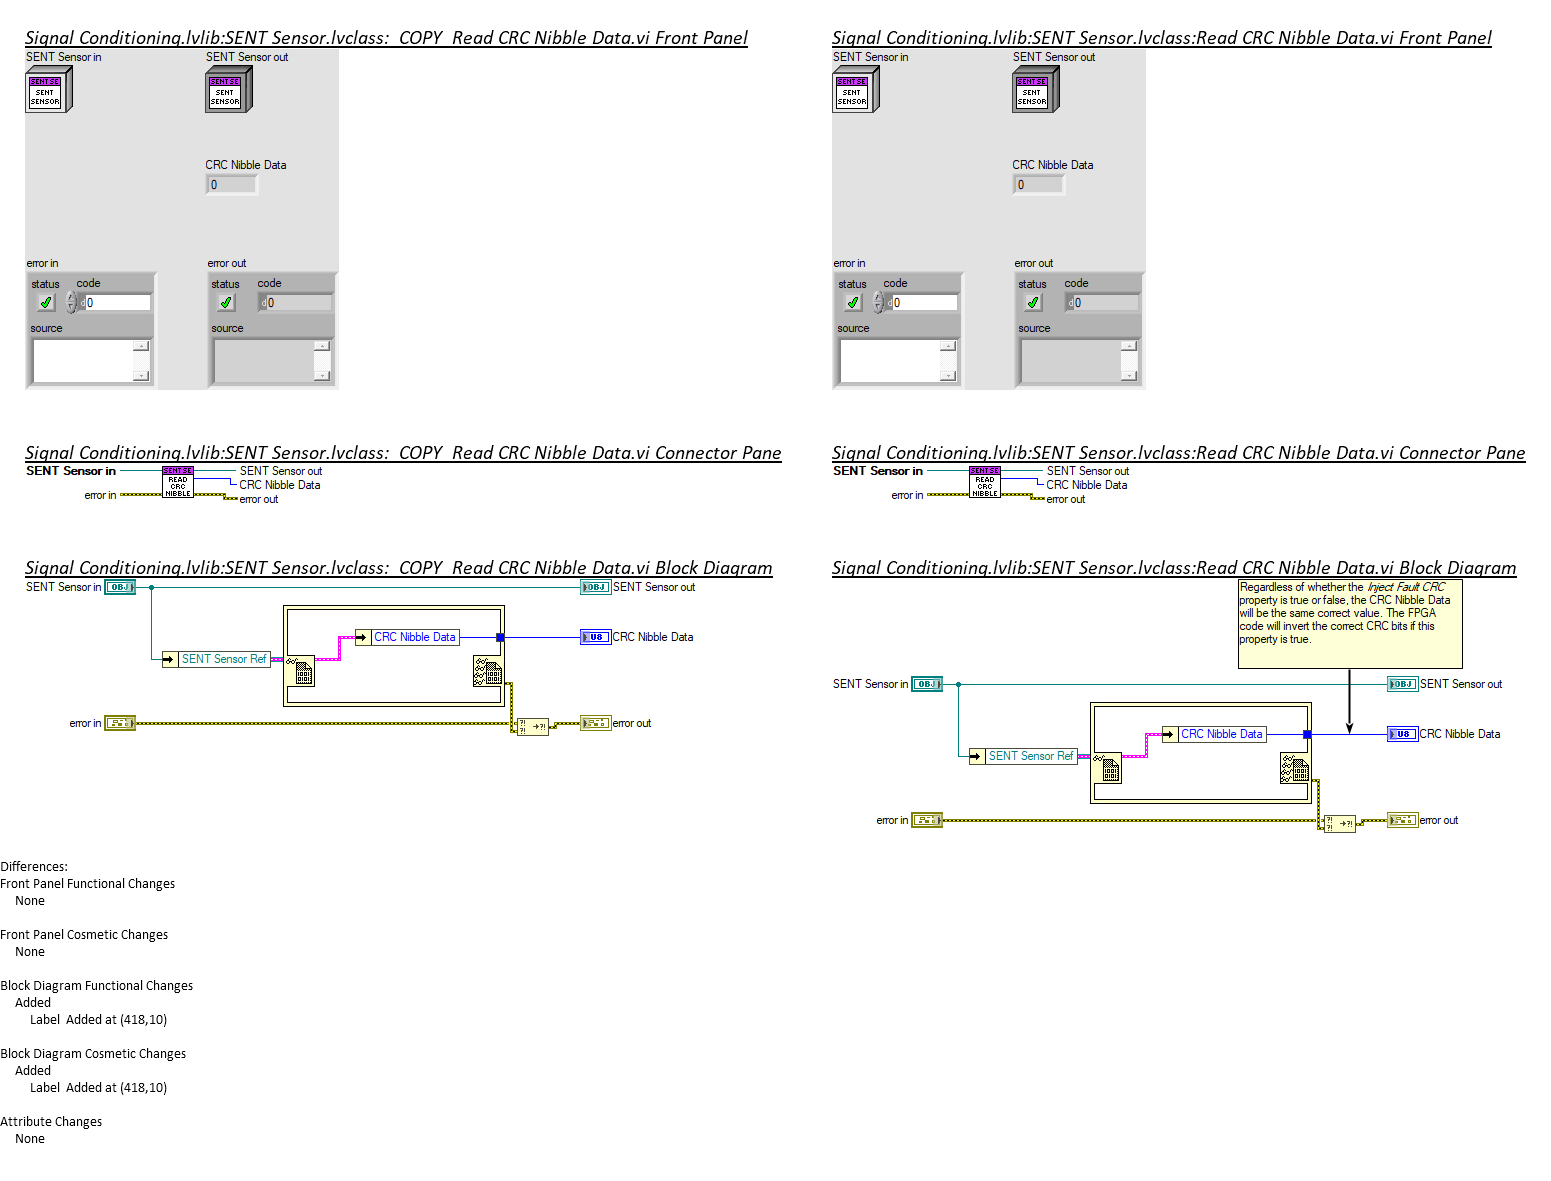 Signal Conditioning.lvlib:SENT Sensor.lvclass:  COPY  Read CRC Nibble Data.vi Front Panel
SENT Sensor in
SENT Sensor out
SENT SE
SENT
SENSOR
SENT SE
SENT
SENSOR
CRC Nibble Data
0
error in
error out
status
code
status
code
d 0
d 0
source
source
Signal Conditioning.lvlib:SENT Sensor.lvclass:Read CRC Nibble Data.vi Front Panel
SENT Sensor in
SENT Sensor out
SENT SE
SENT
SENSOR
SENT SE
SENT
SENSOR
CRC Nibble Data
0
error in
error out
status
code
status
code
d 0
d 0
source
source
Signal Conditioning.lvlib:SENT Sensor.lvclass:  COPY  Read CRC Nibble Data.vi Connector Pane
SENT Sensor in
SENT SE
READ
CRC
NIBBLE
SENT Sensor out
CRC Nibble Data
error in
error out
Signal Conditioning.lvlib:SENT Sensor.lvclass:Read CRC Nibble Data.vi Connector Pane
SENT Sensor in
SENT SE
READ
CRC
NIBBLE
SENT Sensor out
CRC Nibble Data
error in
error out
Signal Conditioning.lvlib:SENT Sensor.lvclass:  COPY  Read CRC Nibble Data.vi Block Diagram
SENT Sensor in
OBJ
OBJ
SENT Sensor out
CRC Nibble Data
U8
CRC Nibble Data
SENT Sensor Ref
error in
?!
?!
→?!
error out
Signal Conditioning.lvlib:SENT Sensor.lvclass:Read CRC Nibble Data.vi Block Diagram
Regardless of whether the Inject Fault CRC
property is true or false, the CRC Nibble Data
will be the same correct value. The FPGA
code will invert the correct CRC bits if this
property is true.
SENT Sensor in
OBJ
OBJ
SENT Sensor out
CRC Nibble Data
U8
CRC Nibble Data
SENT Sensor Ref
error in
?!
?!
→?!
error out
Differences:
Front Panel Functional Changes
None
Front Panel Cosmetic Changes
None
Block Diagram Functional Changes
Added
Label  Added at (418,10)
Block Diagram Cosmetic Changes
Added
Label  Added at (418,10)
Attribute Changes
None